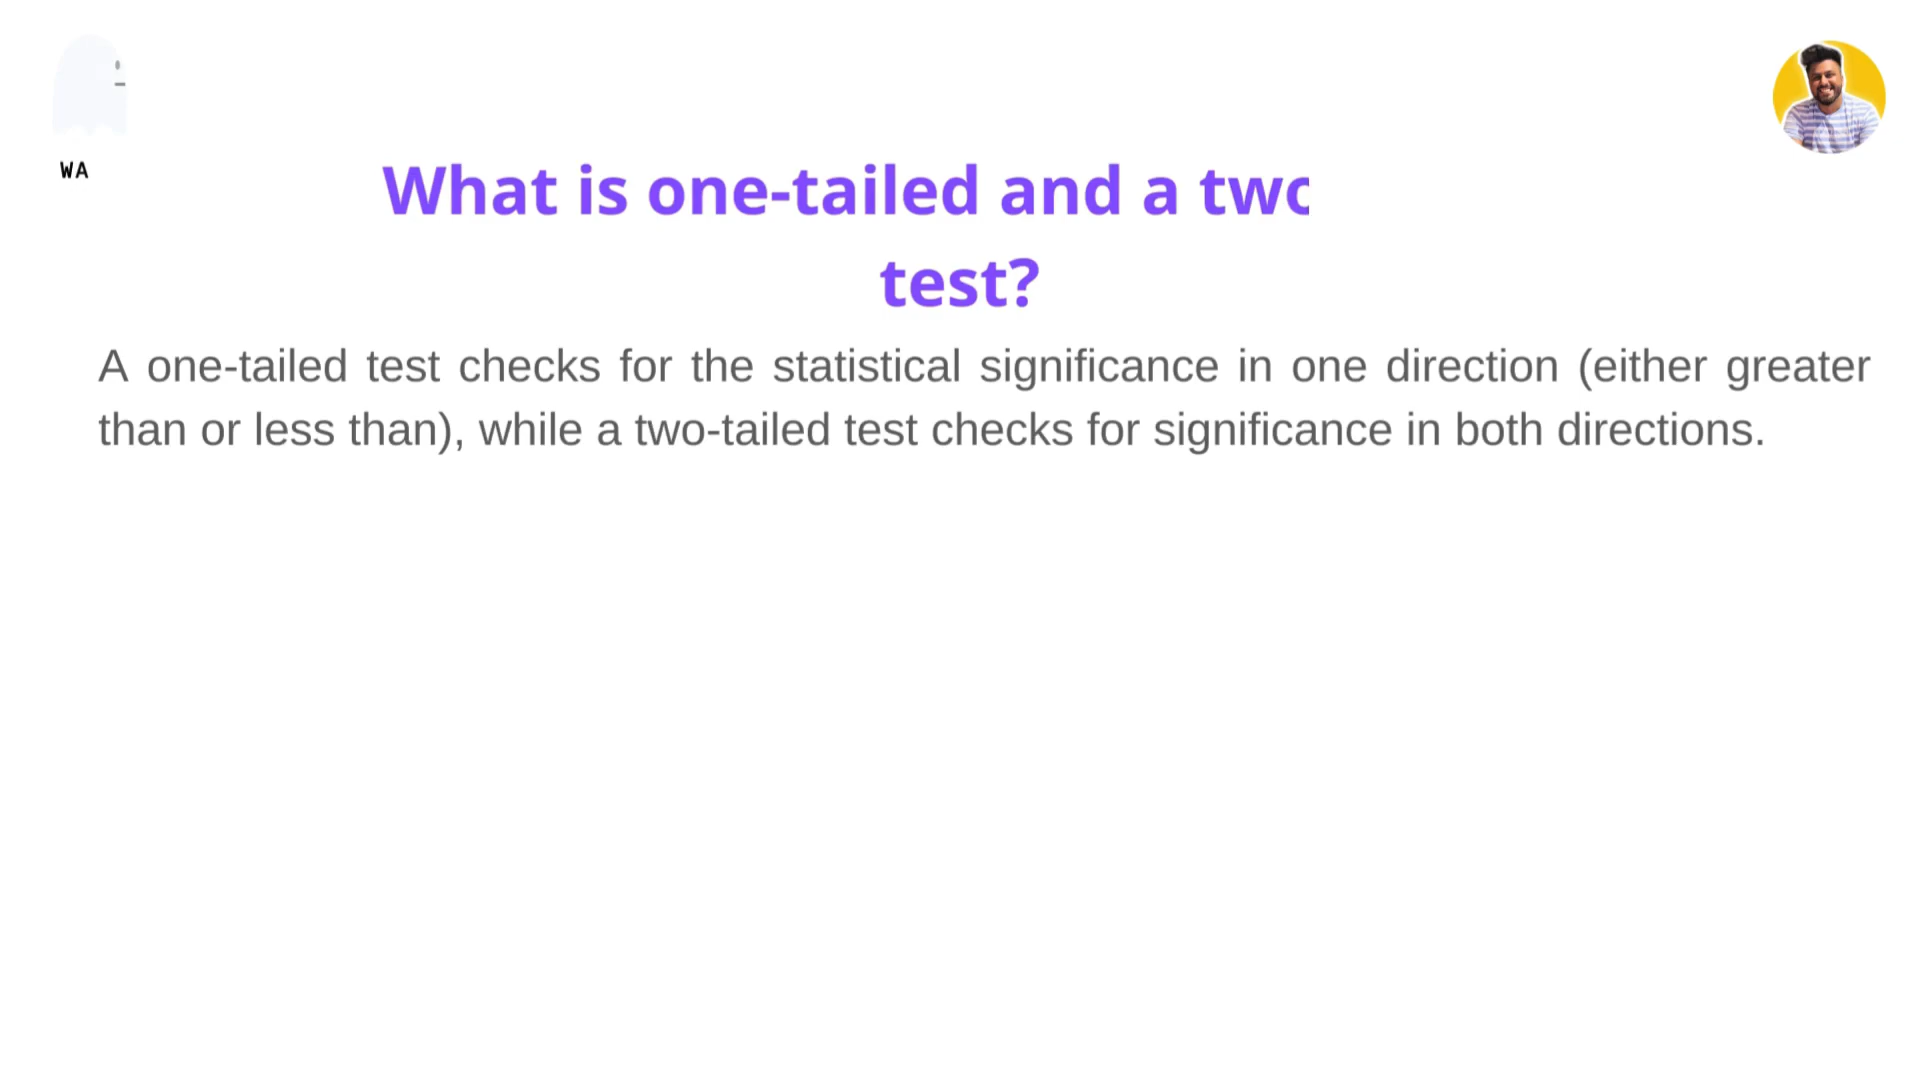 WA
What is one-tailed and a two
test?
A one-tailed test checks for the statistical significance in one direction (either greater
than or less than), while a two-tailed test checks for significance in both directions.